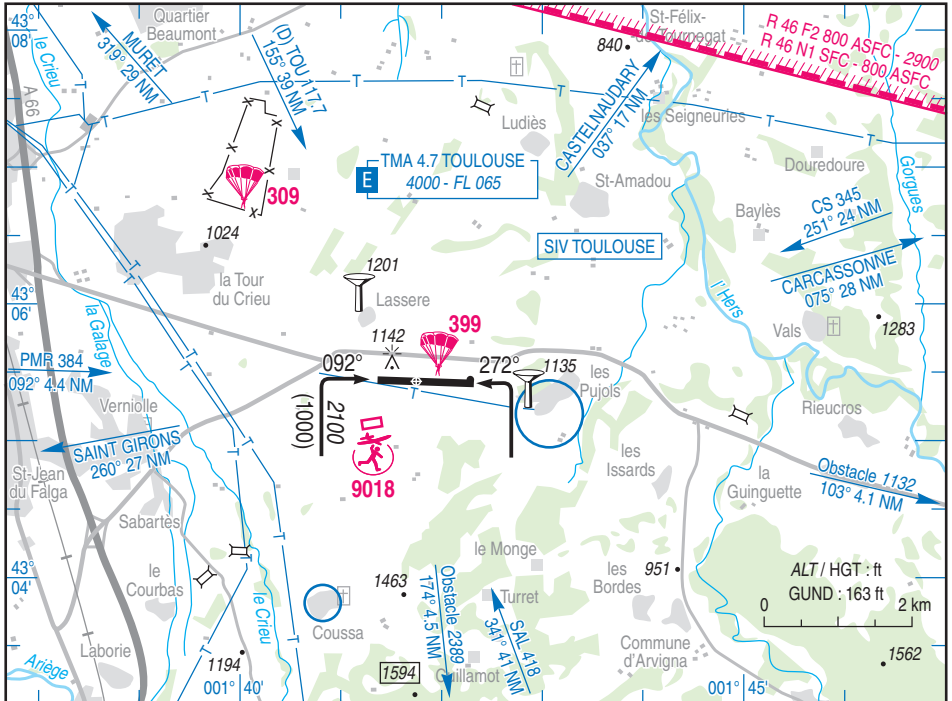 43°
08'
le Crieu
Quartier
Beaumont
MURET
319° 29 NM
(D) TOU 117.7
155° 39 NM
A 66
T
T
T
T
St-Félix-
de Tournegat
840
R 46 F2 800 ASFC - 2900
R 46 N1 SFC - 800 ASFC
Ludiès
CASTELNAUDARY
037° 17 NM
les Seigneuries
T
Douredoure
Gorgues
TMA 4.7 TOULOUSE
E
4000 - FL 065
St-Amadou
309
Baylès
CS 345
251° 24 NM
SIV TOULOUSE
1024
CARCASSONNE
075° 28 NM
la Tour
du Crieu
1201
Lassere
l'Hers
43°
06'
la Galage
T
399
1142
Vals
1283
PMR 384
092° 4.4 NM
092°
272°
1135
les
Pujols
T
T
Verniolle
2100
(1000)
Rieucros
SAINT GIRONS
260° 27 NM
T
9018
les
Issards
la
Guinguette
Obstacle 1132
103° 4.1 NM
St-Jean
du Falga
Sabartès
le Monge
43°
04'
le
Courbas
T
1463
Obstacle 2389
174° 4.5 NM
Turret
SAL 418
341° 41 NM
les
Bordes
951
ALT / HGT : ft
GUND : 163 ft
0
2 km
le Crieu
Coussa
Commune
d'Arvigna
Laborie
1194
Ariège
1594
Guillamot
1562
001° 40'
001° 45'